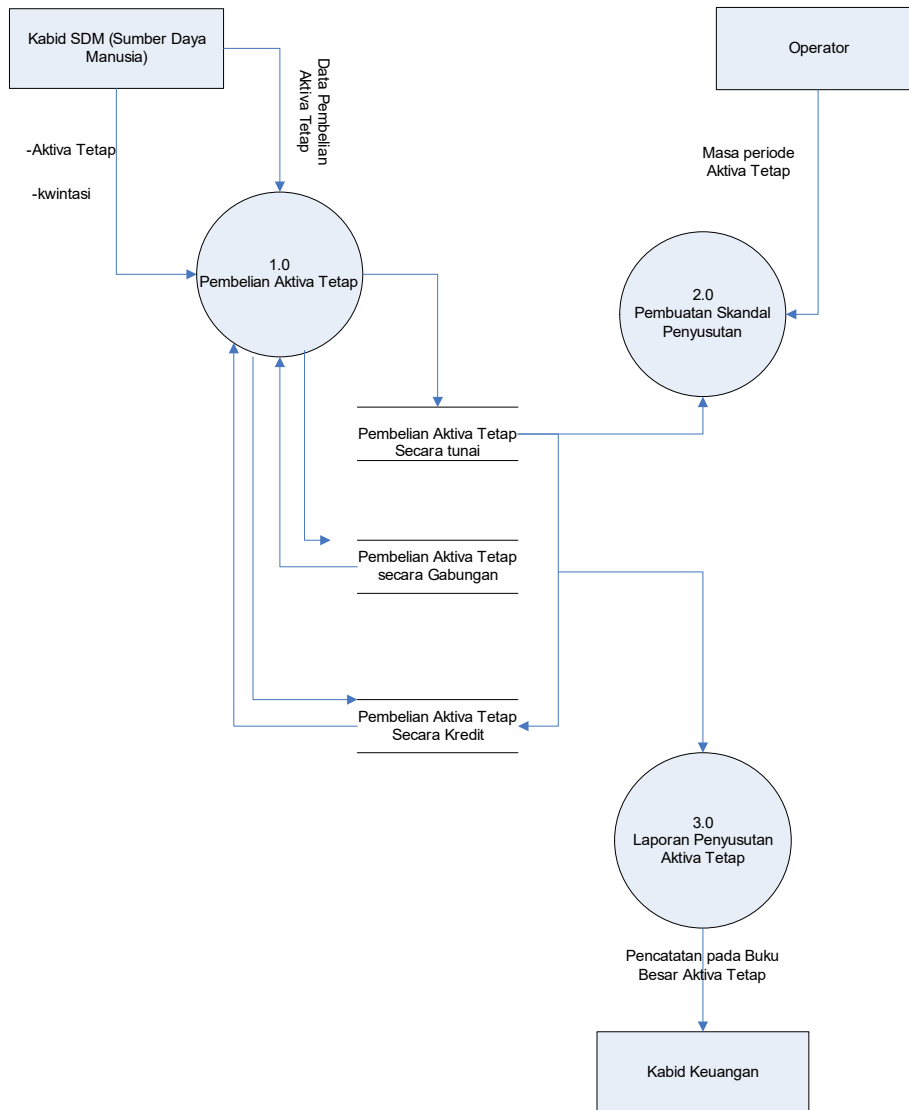 Kabid SDM (Sumber Daya
Manusia)
Operator
Data Pembelian
Aktiva Tetap
-Aktiva Tetap
-kwintasi
Masa periode
Aktiva Tetap
1.0
Pembelian Aktiva Tetap
2.0
Pembuatan Skandal
Penyusutan
Pembelian Aktiva Tetap
Secara tunai
Pembelian Aktiva Tetap
secara Gabungan
Pembelian Aktiva Tetap
Secara Kredit
3.0
Laporan Penyusutan
Aktiva Tetap
Pencatatan pada Buku
Besar Aktiva Tetap
Kabid Keuangan